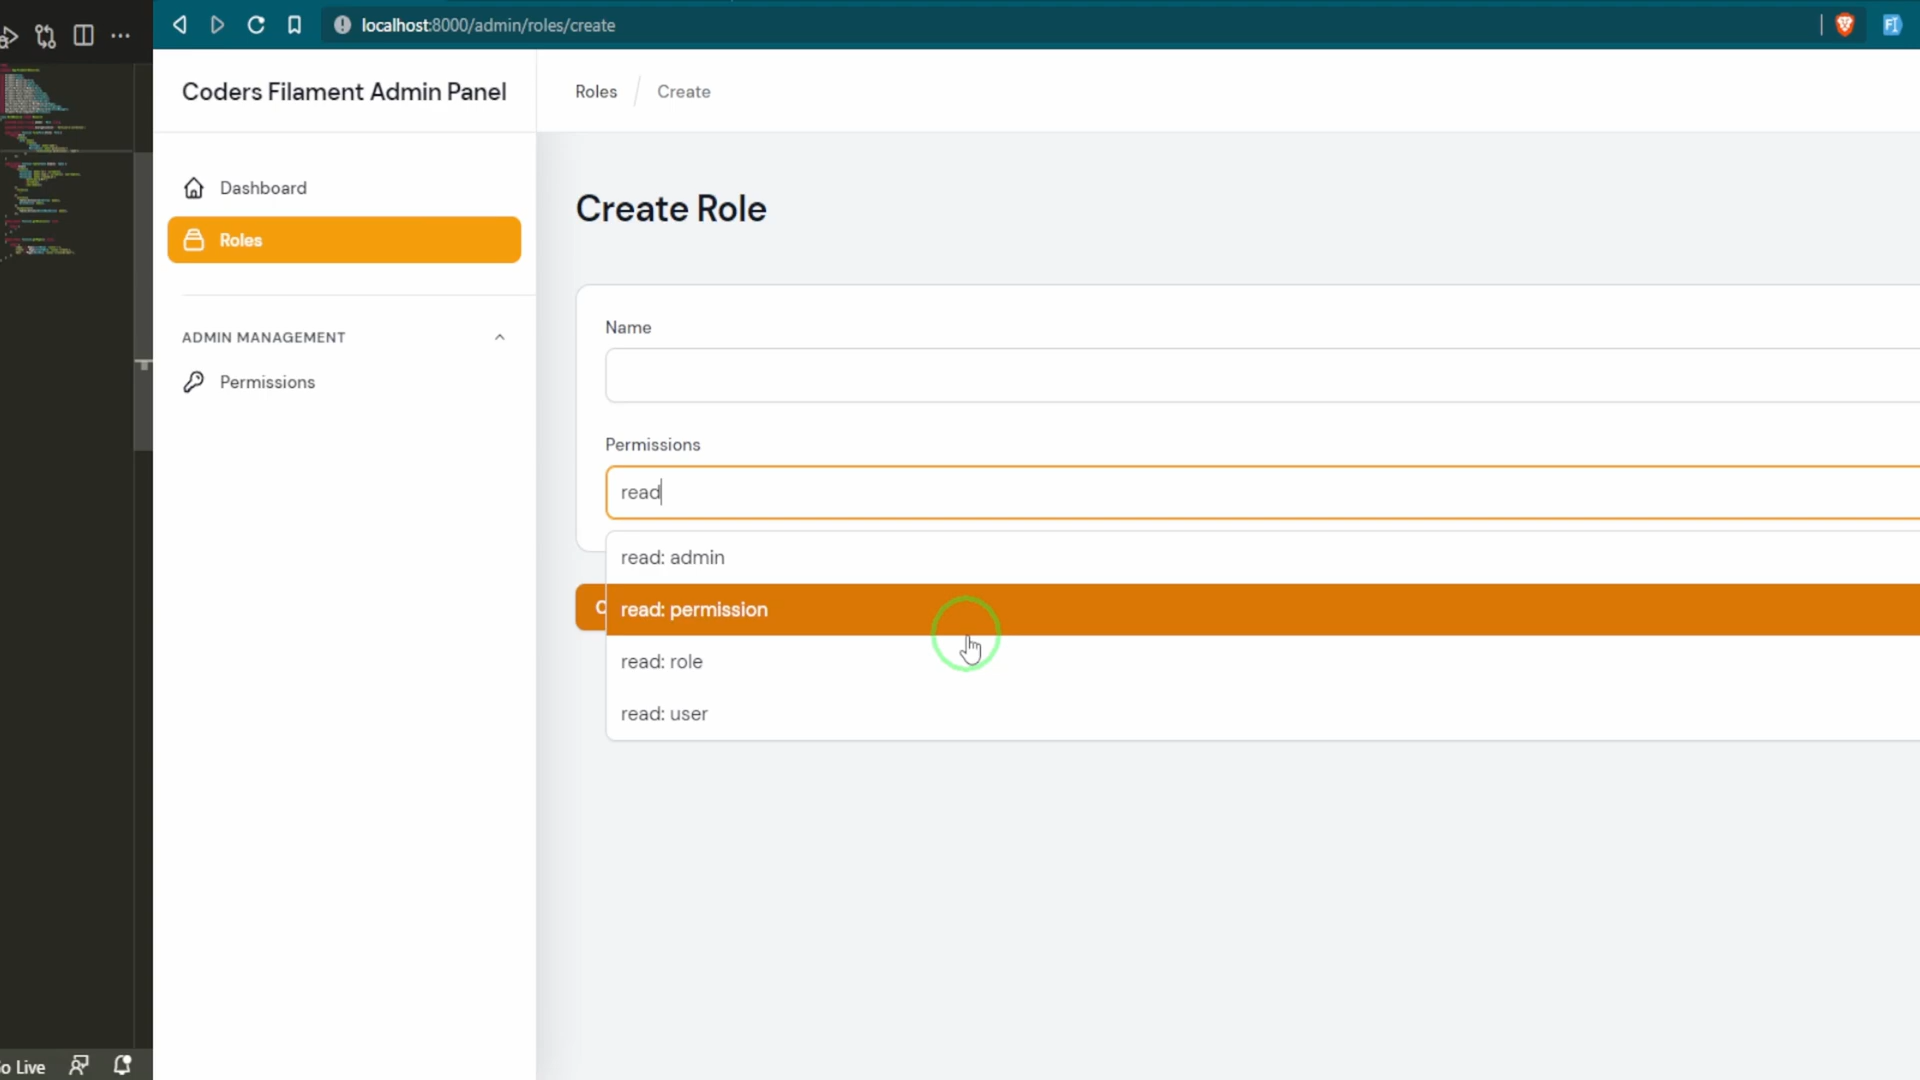 localhost:8000/admin/roles/create
Coders Filament Admin Panel
Roles
Create
Dashboard
Roles
Create Role
Name
ADMIN MANAGEMENT
Permissions
Permissions
read
read: admin
read: permission
read: role
read: user
Live